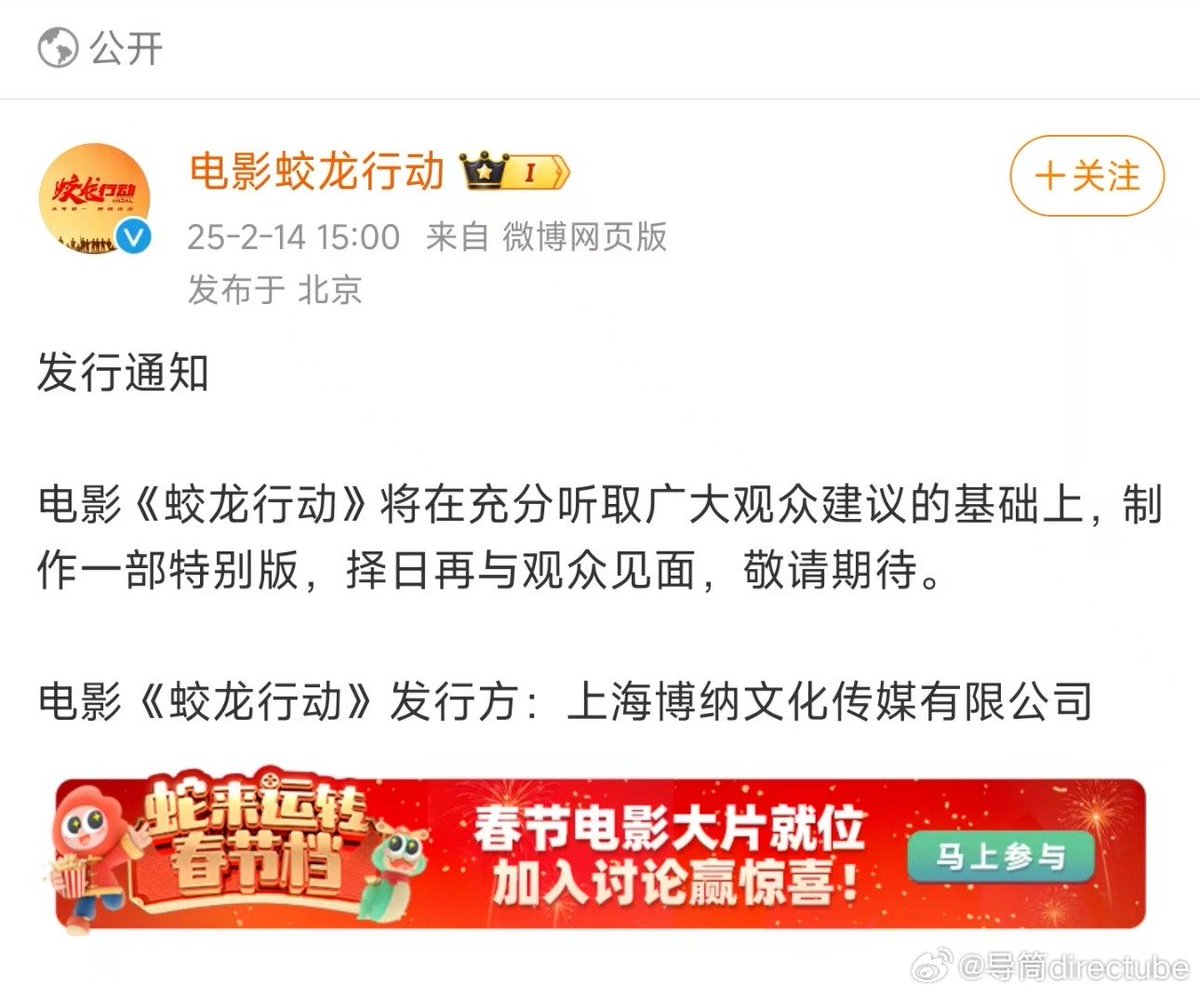 公开
电影蛟龙行动 I
+关注
25-2-14 15:00 来自 微博网页版
发布于 北京
发行通知
电影《蛟龙行动》将在充分听取广大观众建议的基础上，制
作一部特别版，择日再与观众见面，敬请期待。
电影《蛟龙行动》发行方：上海博纳文化传媒有限公司
蛇来运转
春节档
春节电影大片就位
加入讨论赢惊喜！
马上参与
蛟龙行动
@导筒directube